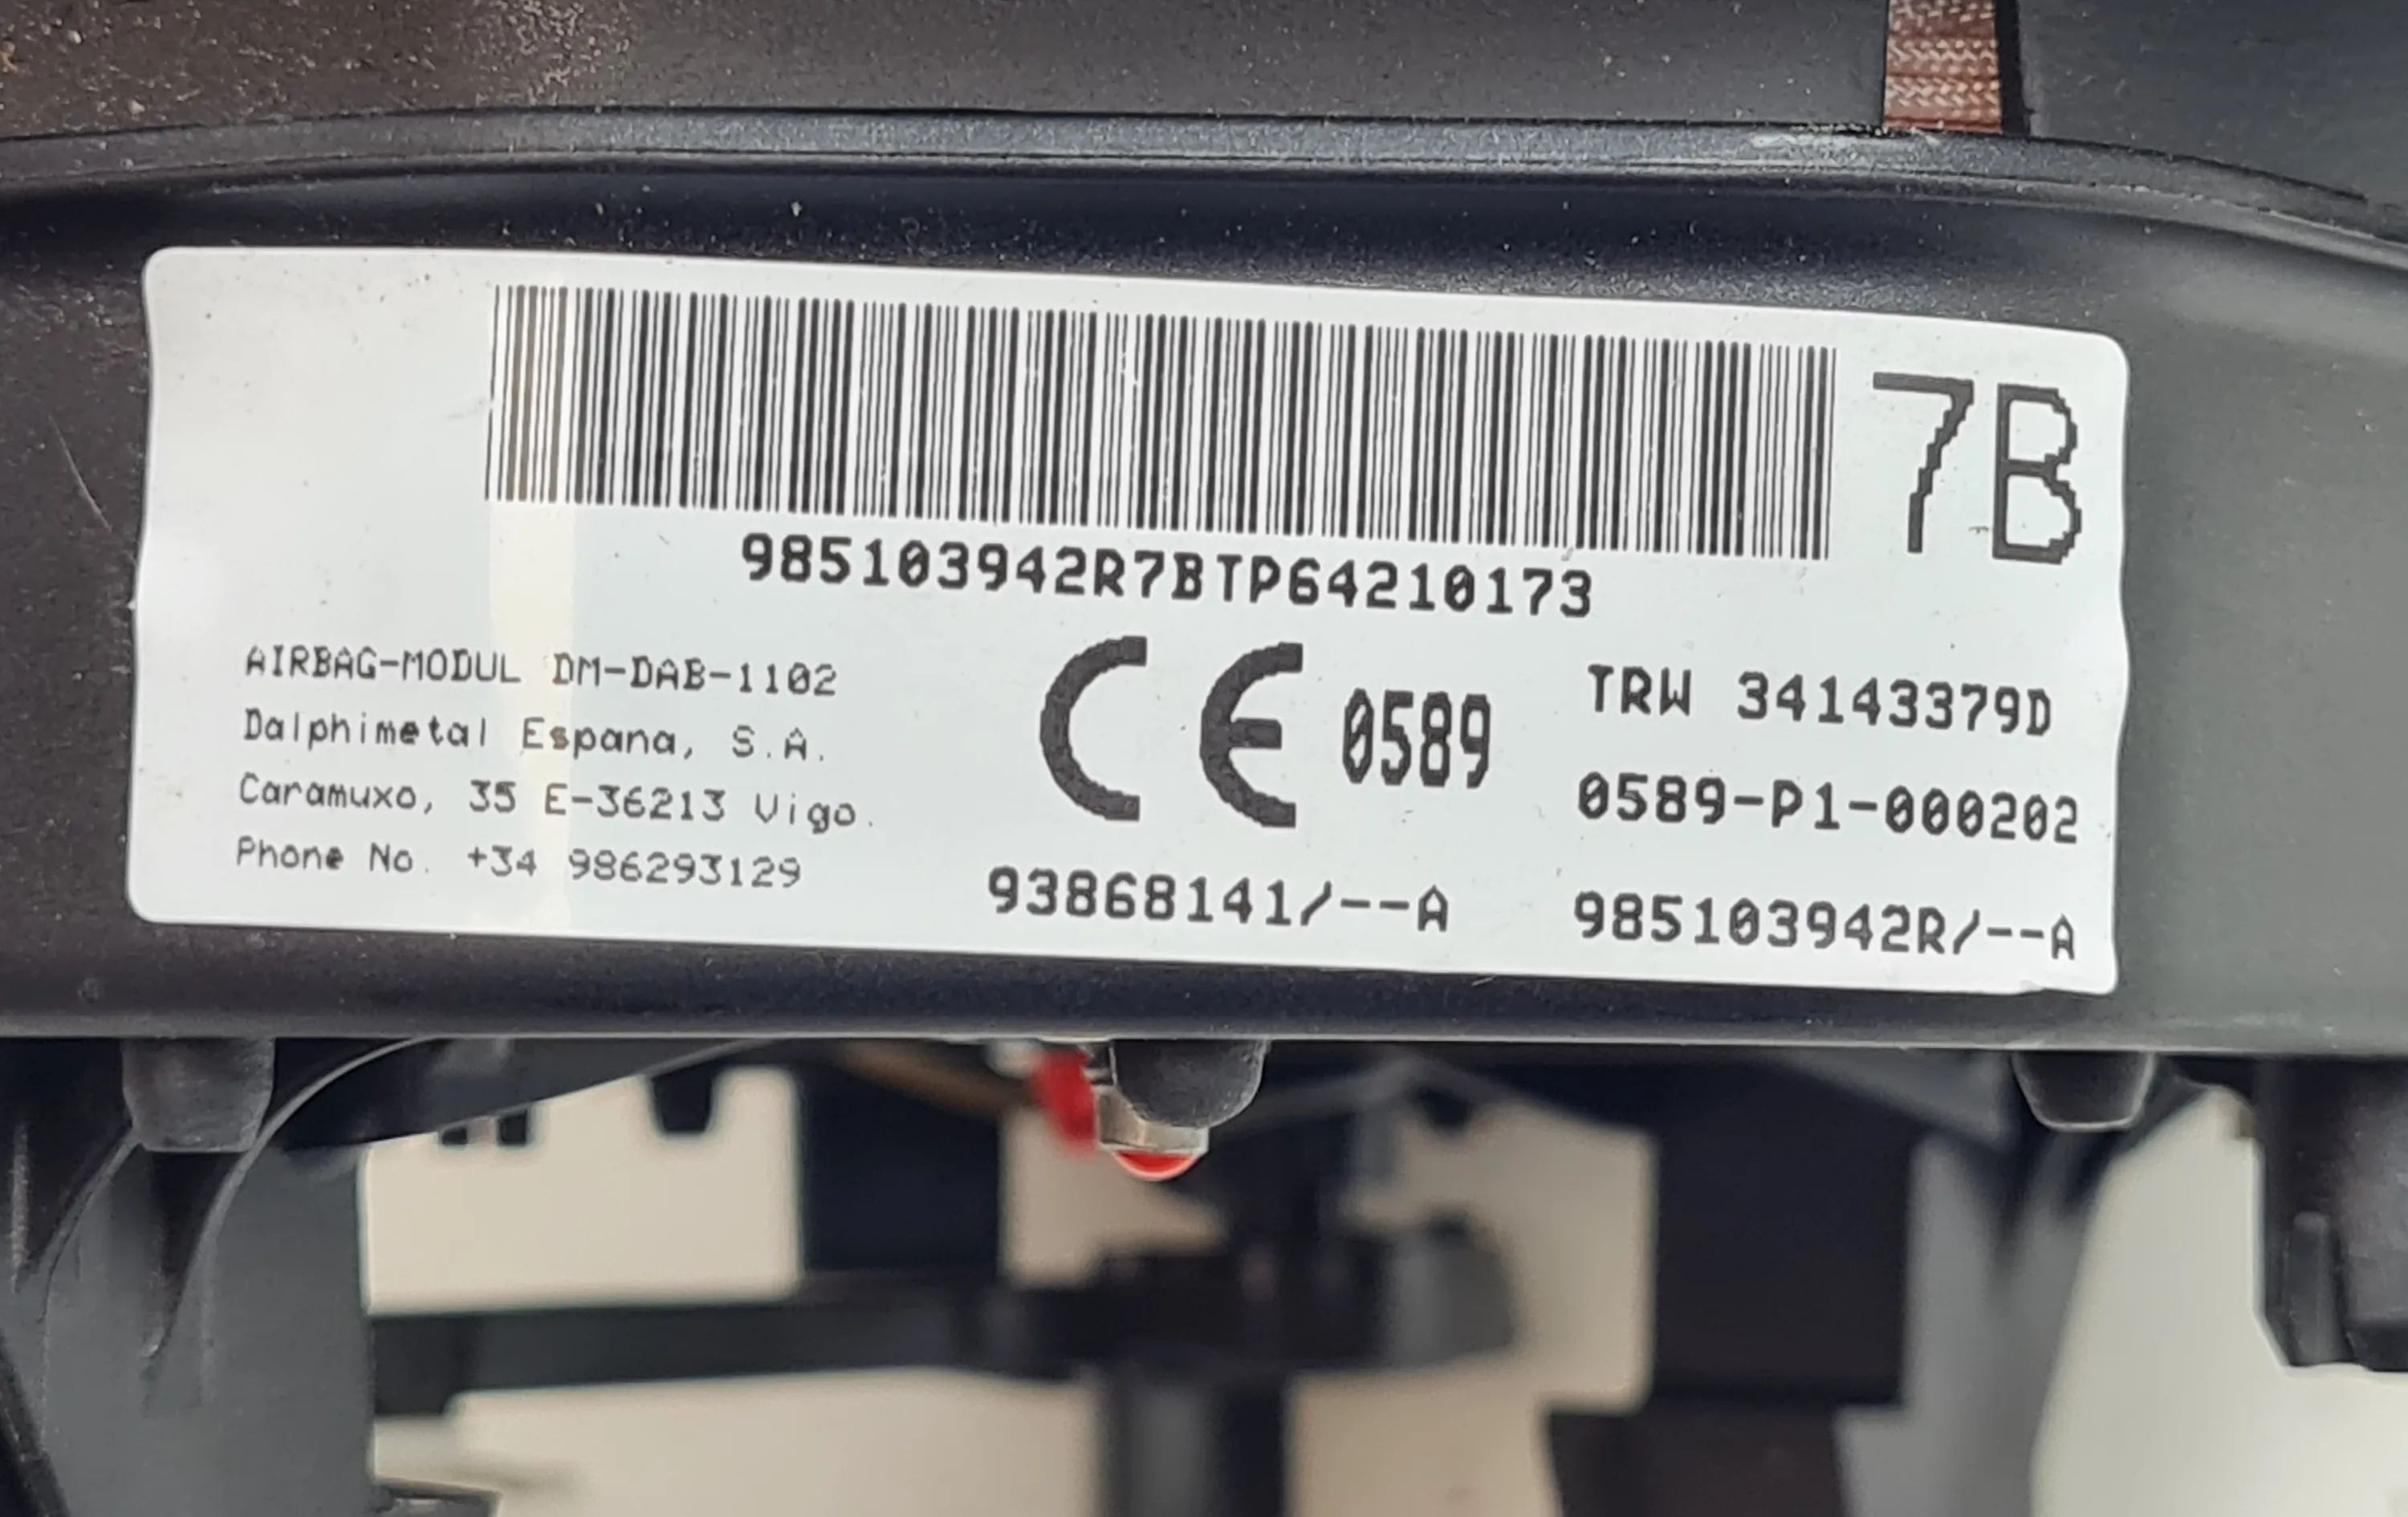 7B
985103942R7BTP64210173
AIRBAG-MODUL DM-DAB-1102
Dalphimetal Espana, S.A.
Caramuxo, 35 E-36213 Vigo.
Phone No. +34 986293129
CE 0589
93868141/--A
TRW 34143379D
0589-P1-000202
985103942R/--A